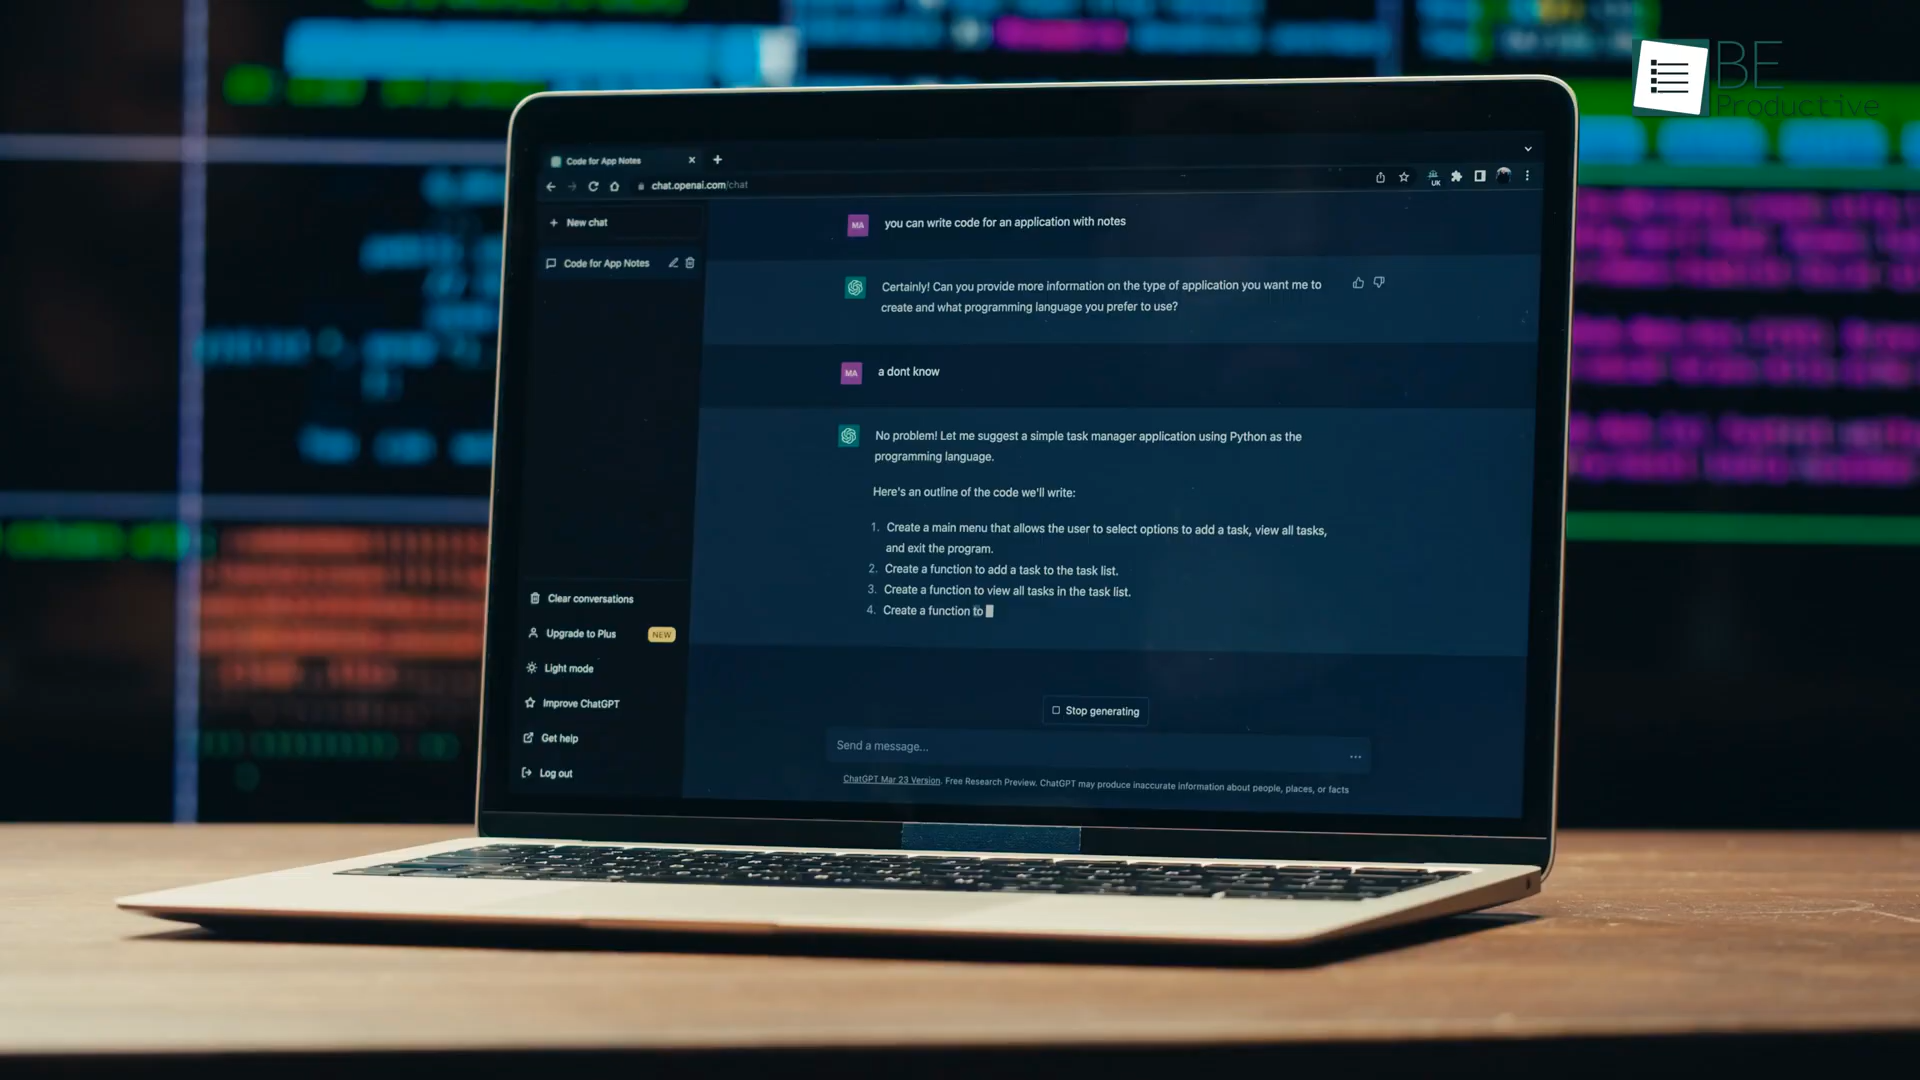 BE
Productive
Code for App Notes
chat.openai.com/chat
UK
New chat
Code for App Notes
MA
you can write code for an application with notes
Certainly! Can you provide more information on the type of application you want me to
create and what programming language you prefer to use?
MA
a dont know
No problem! Let me suggest a simple task manager application using Python as the
programming language.
Here's an outline of the code we'll write:
1. Create a main menu that allows the user to select options to add a task, view all tasks,
and exit the program.
2. Create a function to add a task to the task list.
3. Create a function to view all tasks in the task list.
4. Create a function to
Clear conversations
Upgrade to Plus NEW
Light mode
Improve ChatGPT
Get help
Log out
Stop generating
Send a message...
ChatGPT Mar 23 Version. Free Research Preview. ChatGPT may produce inaccurate information about people, places, or facts